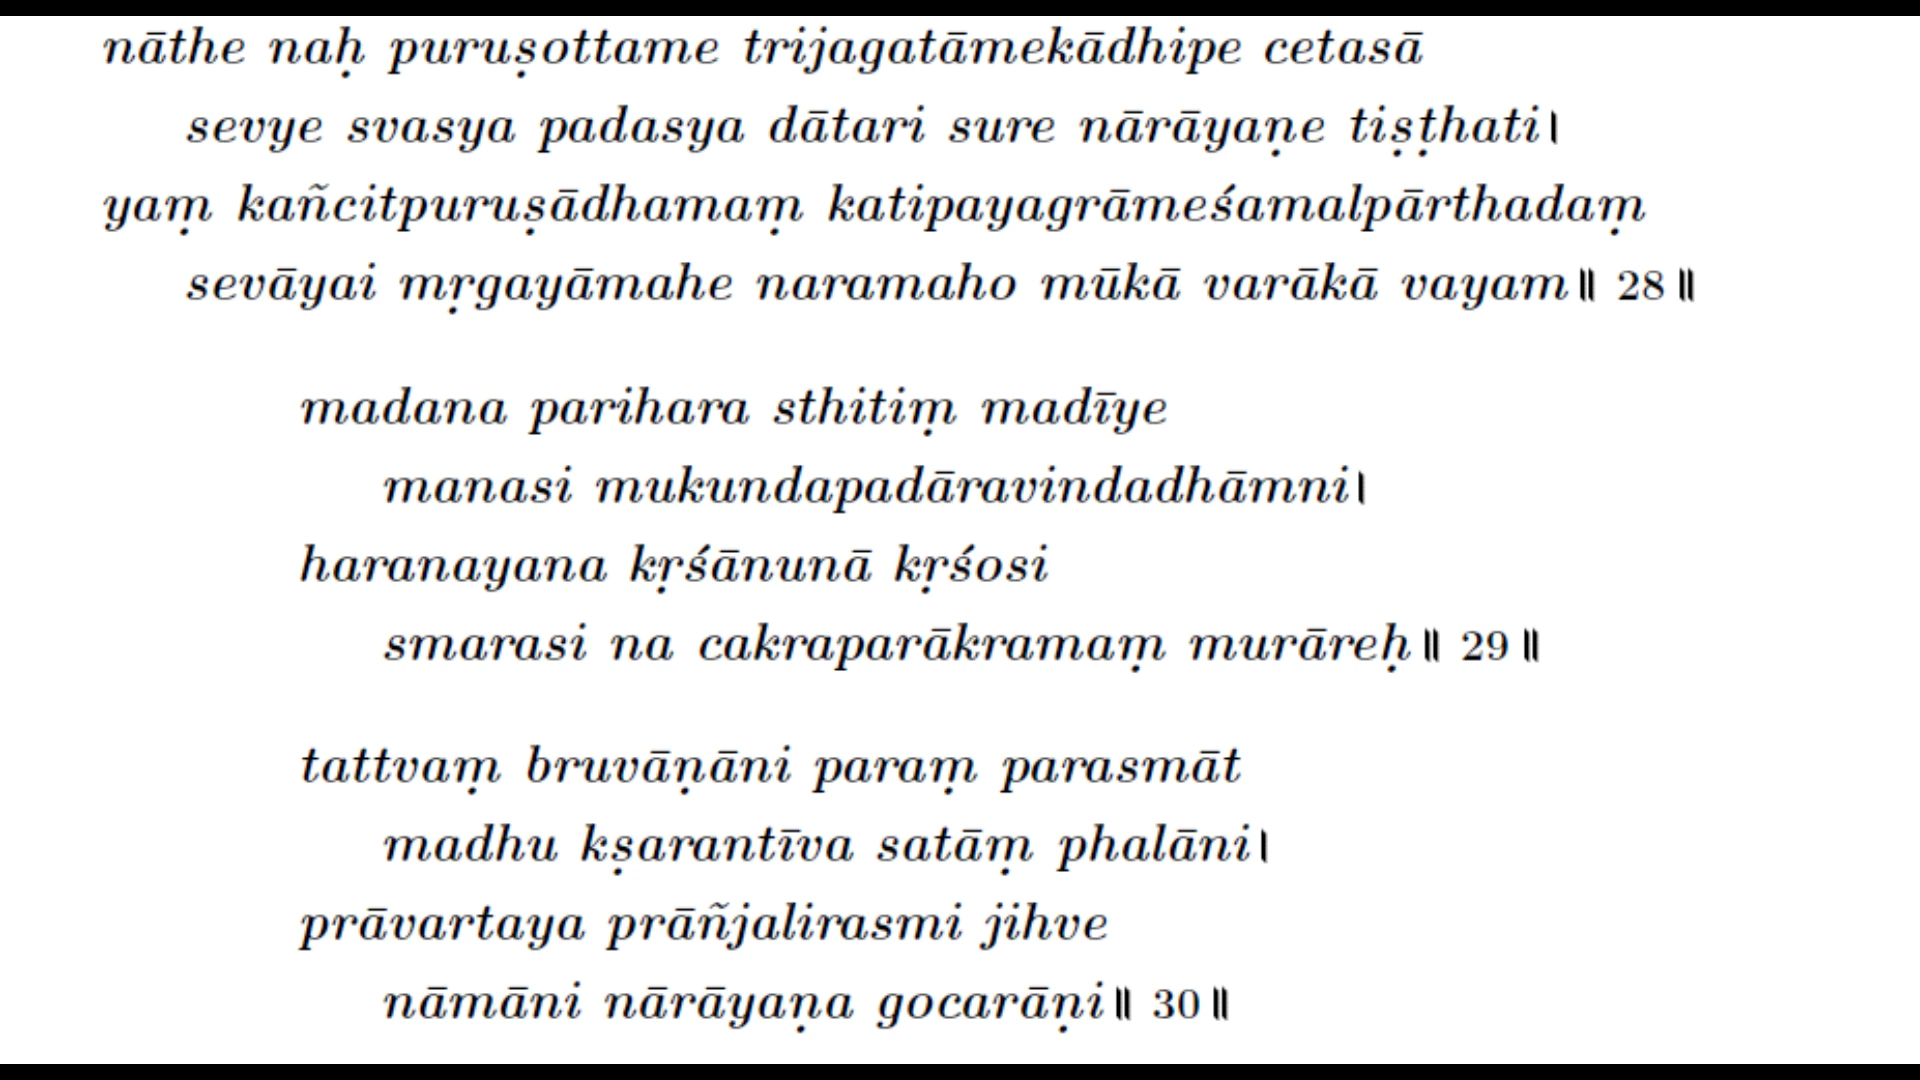 nāthe naḥ puruṣottame trijagatāmekādhipe cetasā
sevye svasya padasya dātari sure nārāyaṇe tiṣṭhati।
yaṃ kañcitpuruṣādhamaṃ katipayagrāmeśamalpārthadaṃ
sevāyai mṛgayāmahe naramaho mūkā varākā vayam॥ 28॥
madana parihara sthitiṃ madīye
manasi mukundapadāravindadhāmni।
haranayana kṛśānunā kṛśosi
smarasi na cakraparākramaṃ murāreḥ॥ 29॥
tattvaṃ bruvāṇāni paraṃ parasmāt
madhu kṣarantīva satāṃ phalāni।
prāvartaya prāñjalirasmi jihve
nāmāni nārāyaṇa gocarāṇi॥ 30॥